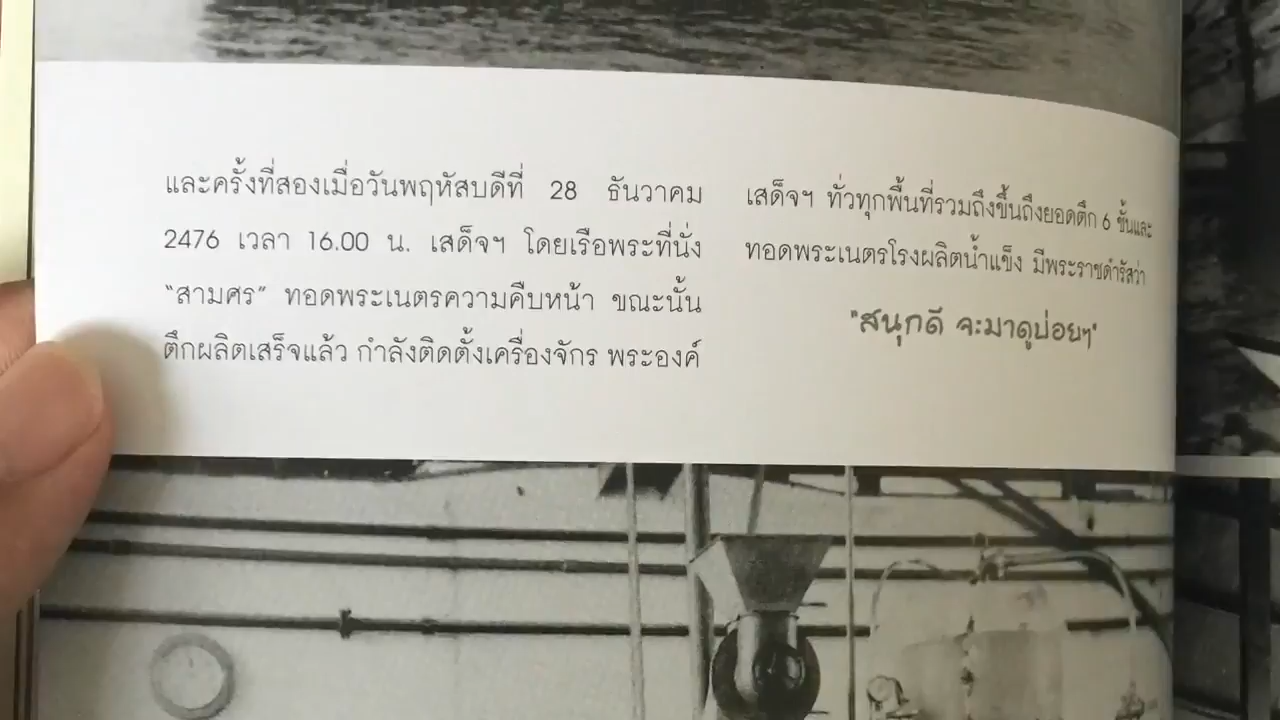 และครั้งที่สองเมื่อวันพฤหัสบดีที่ 28 ธันวาคม
2476 เวลา 16.00 น. เสด็จฯ โดยเรือพระที่นั่ง
“สามศร” ทอดพระเนตรความคืบหน้า ขณะนั้น
ตึกผลิตเสร็จแล้ว กำลังติดตั้งเครื่องจักร พระองค์
เสด็จฯ ทั่วทุกพื้นที่รวมถึงขึ้นถึงยอดตึก 6 ชั้นและ
ทอดพระเนตรโรงผลิตน้ำแข็ง มีพระราชดำรัสว่า
"สนุกดี จะมาดูบ่อยๆ"